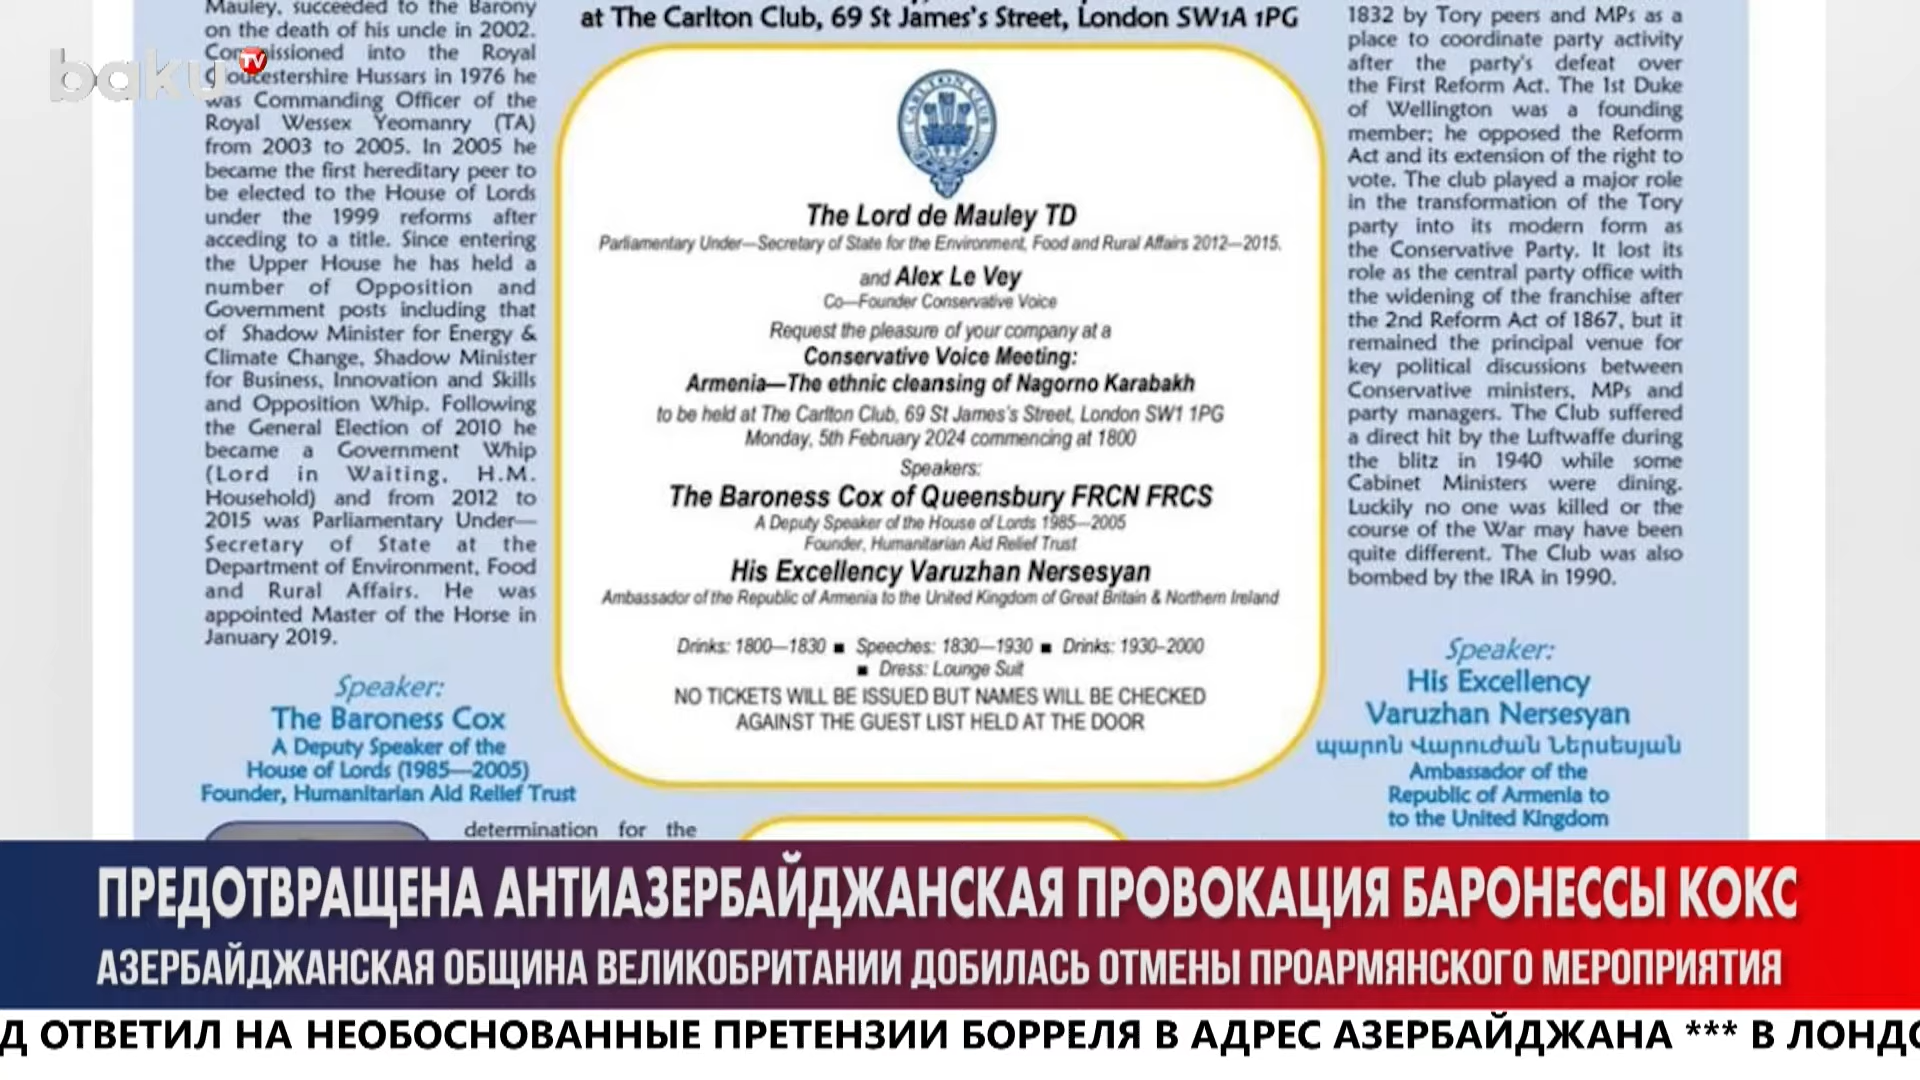 Mauley, succeeded to the Barony
on the death of his uncle in 2002.
Commissioned into the Royal
Gloucestershire Hussars in 1976 he
was Commanding Officer of the
Royal Wessex Yeomanry (TA)
from 2003 to 2005. In 2005 he
became the first hereditary peer to
be elected to the House of Lords
under the 1999 reforms after
acceding to a title. Since entering
the Upper House he has held a
number of Opposition and
Government posts including that
of Shadow Minister for Energy &
Climate Change, Shadow Minister
for Business, Innovation and Skills
and Opposition Whip. Following
the General Election of 2010 he
became a Government Whip
(Lord in Waiting, H.M.
Household) and from 2012 to
2015 was Parliamentary Under—
Secretary of State at the
Department of Environment, Food
and Rural Affairs. He was
appointed Master of the Horse in
January 2019.
Speaker:
The Baroness Cox
A Deputy Speaker of the
House of Lords (1985—2005)
Founder, Humanitarian Aid Relief Trust
determination for the
baku TV
at The Carlton Club, 69 St James's Street, London SW1A 1PG
CARLTON CLUB
The Lord de Mauley TD
Parliamentary Under—Secretary of State for the Environment, Food and Rural Affairs 2012—2015.
and Alex Le Vey
Co—Founder Conservative Voice
Request the pleasure of your company at a
Conservative Voice Meeting:
Armenia—The ethnic cleansing of Nagorno Karabakh
to be held at The Carlton Club, 69 St James's Street, London SW1 1PG
Monday, 5th February 2024 commencing at 1800
Speakers:
The Baroness Cox of Queensbury FRCN FRCS
A Deputy Speaker of the House of Lords 1985—2005
Founder, Humanitarian Aid Relief Trust
His Excellency Varuzhan Nersesyan
Ambassador of the Republic of Armenia to the United Kingdom of Great Britain & Northern Ireland
Drinks: 1800—1830 ■ Speeches: 1830—1930 ■ Drinks: 1930–2000
■ Dress: Lounge Suit
NO TICKETS WILL BE ISSUED BUT NAMES WILL BE CHECKED
AGAINST THE GUEST LIST HELD AT THE DOOR
1832 by Tory peers and MPs as a
place to coordinate party activity
after the party's defeat over
the First Reform Act. The 1st Duke
of Wellington was a founding
member; he opposed the Reform
Act and its extension of the right to
vote. The club played a major role
in the transformation of the Tory
party into its modern form as
the Conservative Party. It lost its
role as the central party office with
the widening of the franchise after
the 2nd Reform Act of 1867, but it
remained the principal venue for
key political discussions between
Conservative ministers, MPs and
party managers. The Club suffered
a direct hit by the Luftwaffe during
the blitz in 1940 while some
Cabinet Ministers were dining.
Luckily no one was killed or the
course of the War may have been
quite different. The Club was also
bombed by the IRA in 1990.
Speaker:
His Excellency
Varuzhan Nersesyan
պարոն Վարուժան Ներսեսյան
Ambassador of the
Republic of Armenia to
to the United Kingdom
ПРЕДОТВРАЩЕНА АНТИАЗЕРБАЙДЖАНСКАЯ ПРОВОКАЦИЯ БАРОНЕССЫ КОКС
АЗЕРБАЙДЖАНСКАЯ ОБЩИНА ВЕЛИКОБРИТАНИИ ДОБИЛАСЬ ОТМЕНЫ ПРОАРМЯНСКОГО МЕРОПРИЯТИЯ
Д ОТВЕТИЛ НА НЕОБОСНОВАННЫЕ ПРЕТЕНЗИИ БОРРЕЛЯ В АДРЕС АЗЕРБАЙДЖАНА *** В ЛОНДО